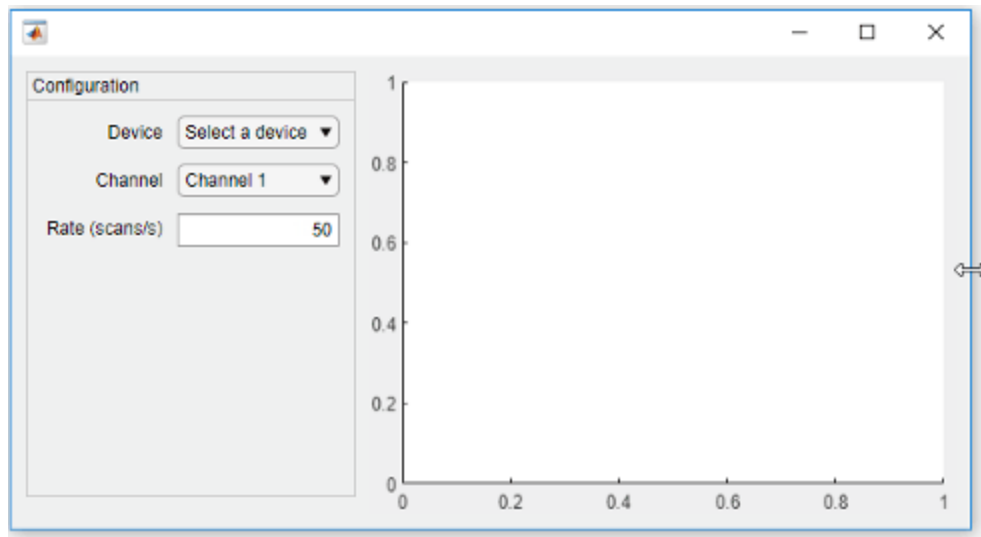 Configuration
Device Select a device
Channel Channel 1
Rate (scans/s) 50
1
0.8
0.6
0.4
0.2
0
0 0.2 0.4 0.6 0.8 1